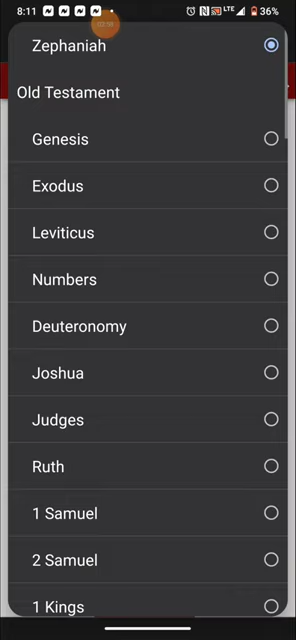 8:11
LTE 36%
Zephaniah
Old Testament
Genesis
Exodus
Leviticus
Numbers
Deuteronomy
Joshua
Judges
Ruth
1 Samuel
2 Samuel
1 Kings